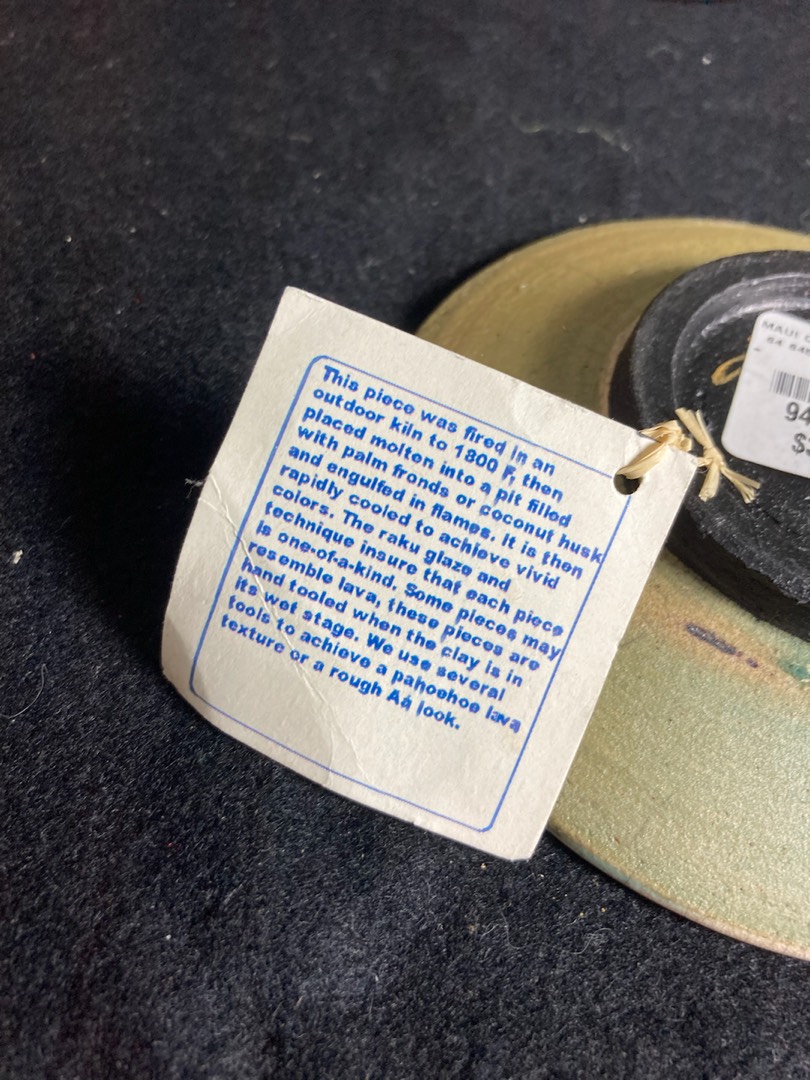 This piece was fired in an
outdoor kiln to 1800 F, then
placed molten into a pit filled
with palm fronds or coconut husk
and engulfed in flames. It is then
rapidly cooled to achieve vivid
colors. The raku glaze and
technique insure that each piece
is one-of-a-kind. Some pieces may
resemble lava, these pieces are
hand tooled when the clay is in
its wet stage. We use several
tools to achieve a pahoehoe lava
texture or a rough Aá look.
MAUI
94
$